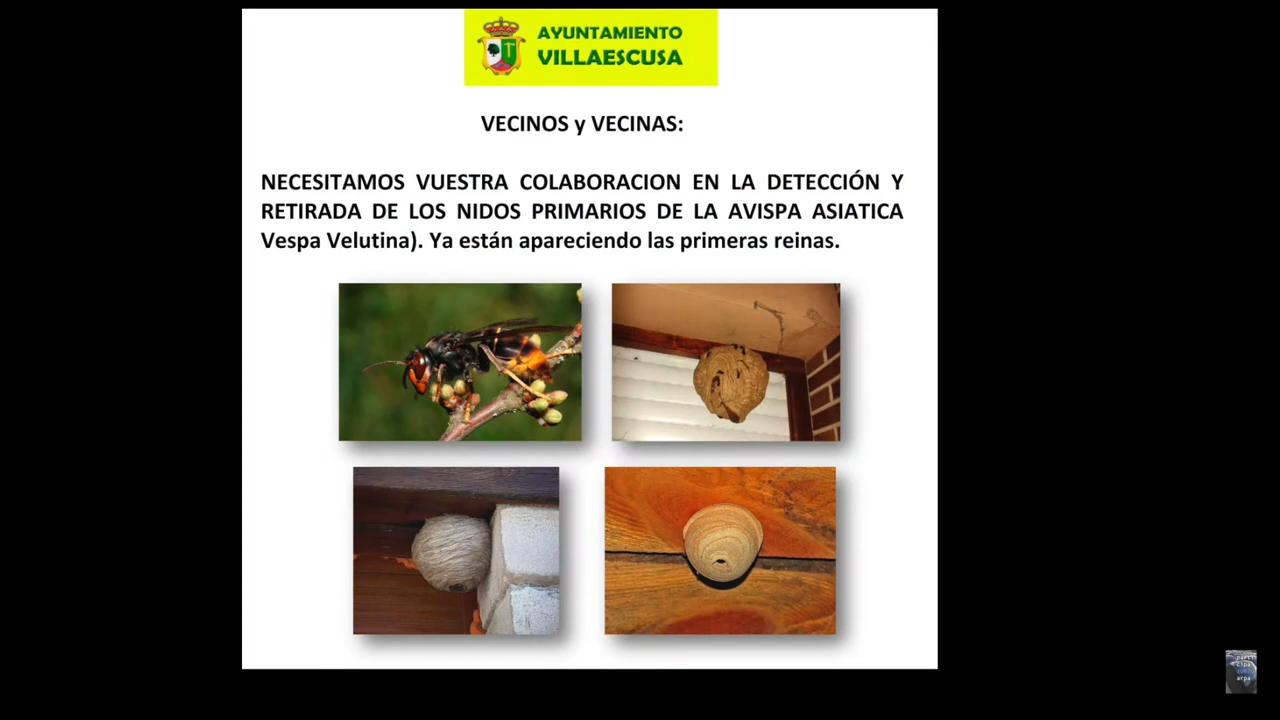 AYUNTAMIENTO
VILLAESCUSA
VECINOS y VECINAS:
NECESITAMOS VUESTRA COLABORACION EN LA DETECCIÓN Y
RETIRADA DE LOS NIDOS PRIMARIOS DE LA AVISPA ASIATICA
Vespa Velutina). Ya están apareciendo las primeras reinas.